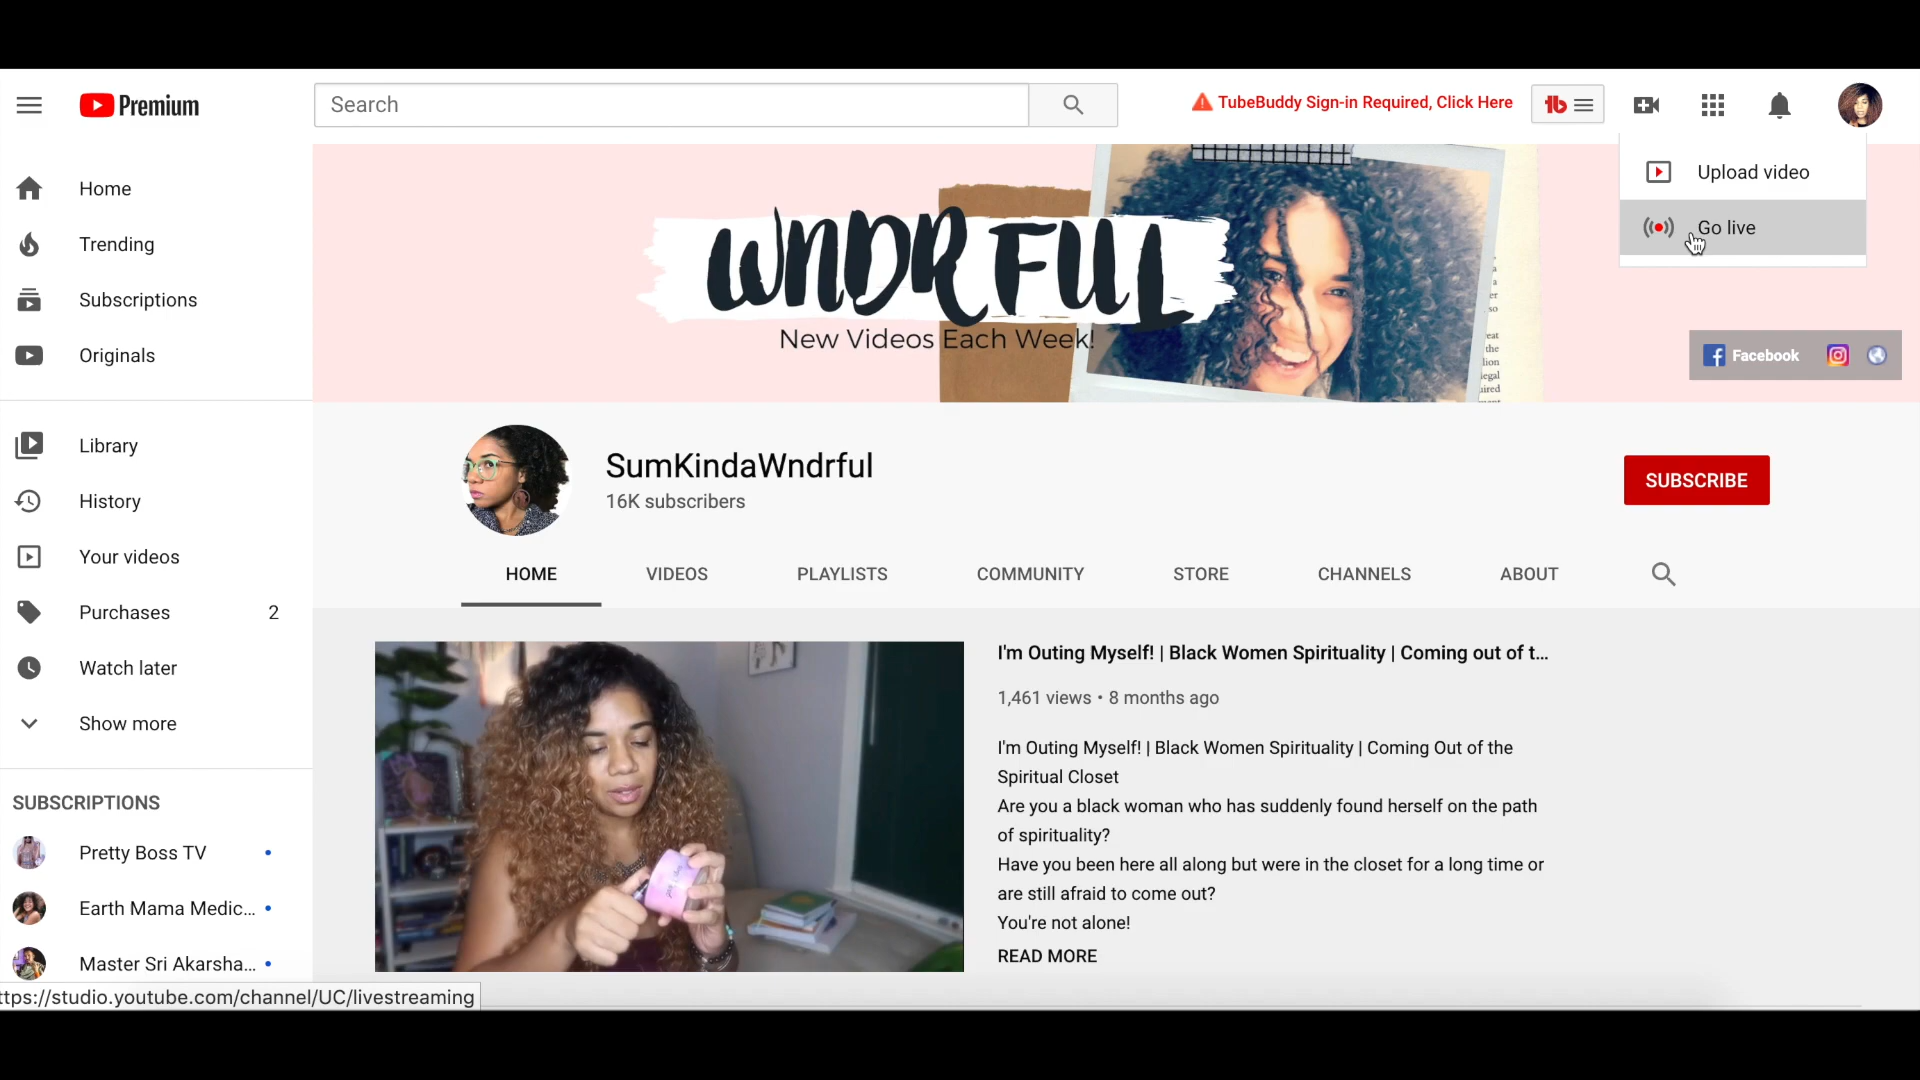 Premium
Search
TubeBuddy Sign-in Required, Click Here
tb
Upload video
Go live
Home
Trending
Subscriptions
Originals
Library
History
Your videos
Purchases 2
Watch later
Show more
SUBSCRIPTIONS
Pretty Boss TV
Earth Mama Medic...
Master Sri Akarsha...
ttps://studio.youtube.com/channel/UC/livestreaming
WNDRFUL
New Videos Each Week!
Facebook
SumKindaWndrful
16K subscribers
SUBSCRIBE
HOME VIDEOS PLAYLISTS COMMUNITY STORE CHANNELS ABOUT
I'm Outing Myself! | Black Women Spirituality | Coming out of t...
1,461 views • 8 months ago
I'm Outing Myself! | Black Women Spirituality | Coming Out of the
Spiritual Closet
Are you a black woman who has suddenly found herself on the path
of spirituality?
Have you been here all along but were in the closet for a long time or
are still afraid to come out?
You're not alone!
READ MORE